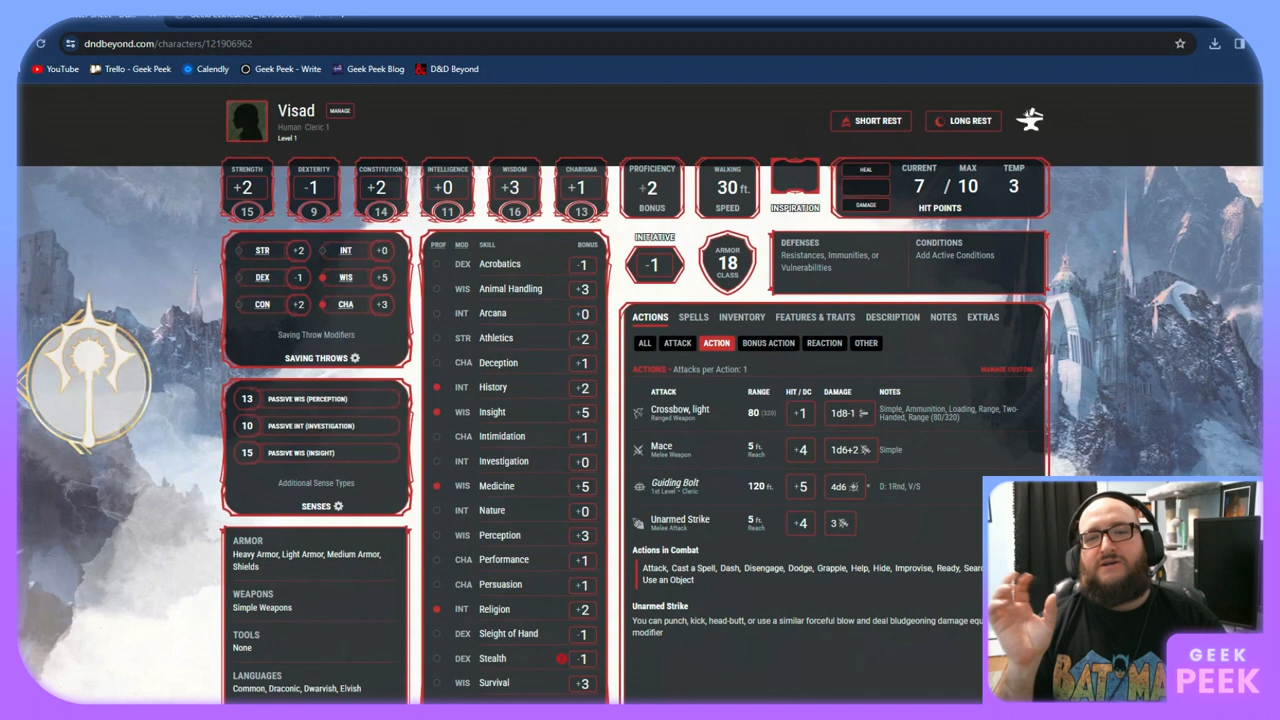 dndbeyond.com/characters/121906962
YouTube
Trello - Geek Peek
Calendly
Geek Peek - Write
Geek Peek Blog
D&D Beyond
Visad
MANAGE
Human Cleric 1
Level 1
SHORT REST
LONG REST
STRENGTH
+2
15
DEXTERITY
-1
9
CONSTITUTION
+2
14
INTELLIGENCE
+0
11
WISDOM
+3
16
CHARISMA
+1
13
PROFICIENCY
+2
BONUS
WALKING
30 ft.
SPEED
INSPIRATION
HEAL
DAMAGE
CURRENT
MAX
TEMP
7 / 10
3
HIT POINTS
STR +2
INT +0
DEX -1
WIS +5
CON +2
CHA +3
Saving Throw Modifiers
SAVING THROWS
13 PASSIVE WIS (PERCEPTION)
10 PASSIVE INT (INVESTIGATION)
15 PASSIVE WIS (INSIGHT)
Additional Sense Types
SENSES
ARMOR
Heavy Armor, Light Armor, Medium Armor,
Shields
WEAPONS
Simple Weapons
TOOLS
None
LANGUAGES
Common, Draconic, Dwarvish, Elvish
PROF MOD SKILL BONUS
DEX Acrobatics -1
WIS Animal Handling +3
INT Arcana +0
STR Athletics +2
CHA Deception +1
INT History +2
WIS Insight +5
CHA Intimidation +1
INT Investigation +0
WIS Medicine +5
INT Nature +0
WIS Perception +3
CHA Performance +1
CHA Persuasion +1
INT Religion +2
DEX Sleight of Hand -1
DEX Stealth -1
WIS Survival +3
INITIATIVE
-1
ARMOR
18
CLASS
DEFENSES
Resistances, Immunities, or
Vulnerabilities
CONDITIONS
Add Active Conditions
ACTIONS SPELLS INVENTORY FEATURES & TRAITS DESCRIPTION NOTES EXTRAS
ALL ATTACK ACTION BONUS ACTION REACTION OTHER
ACTIONS • Attacks per Action: 1
MANAGE CUSTOM
ATTACK RANGE HIT / DC DAMAGE NOTES
Crossbow, light
Ranged Weapon
80 (320)
+1
1d8-1
Simple, Ammunition, Loading, Range, Two-
Handed, Range (80/320)
Mace
Melee Weapon
5 ft.
Reach
+4
1d6+2
Simple
Guiding Bolt
1st Level • Cleric
120 ft.
+5
4d6 *
D: 1Rnd, V/S
Unarmed Strike
Melee Attack
5 ft.
Reach
+4
3
Actions in Combat
Attack, Cast a Spell, Dash, Disengage, Dodge, Grapple, Help, Hide, Improvise, Ready,
Use an Object
Unarmed Strike
You can punch, kick, head-butt, or use a similar forceful blow and deal bludgeoning damage
modifier
BATMA
GEEK
PEEK